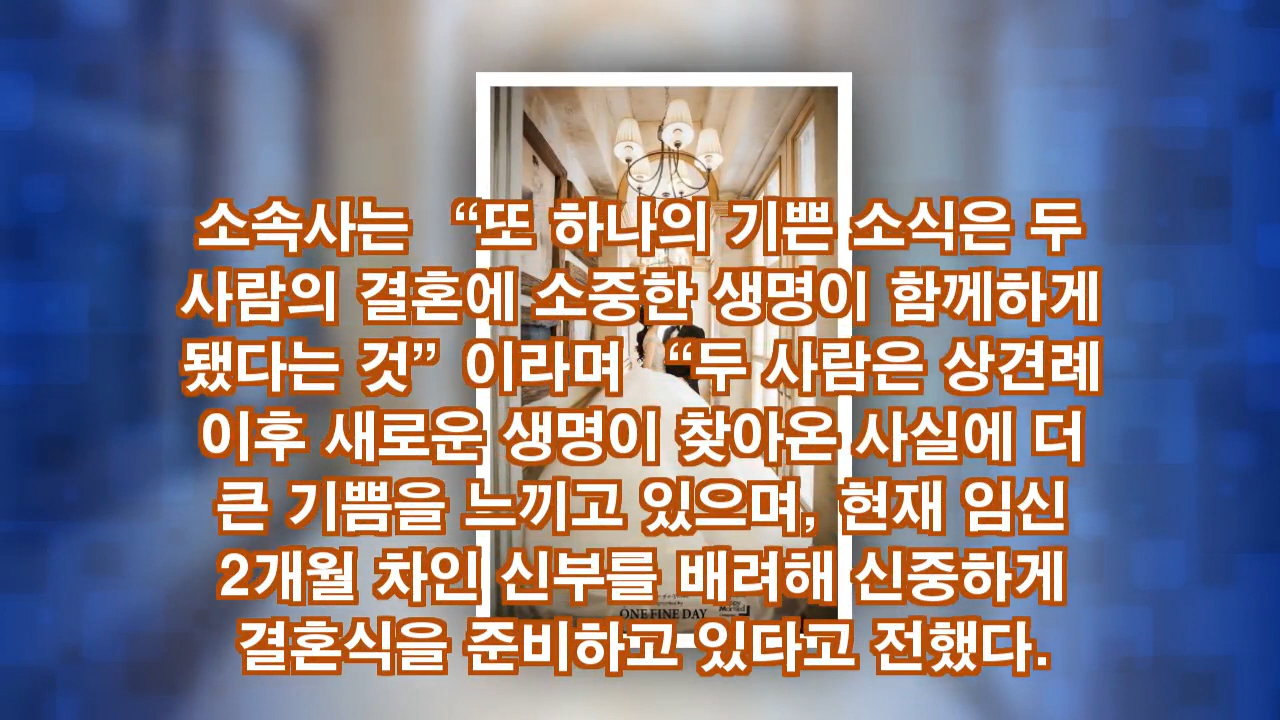 소속사는 “또 하나의 기쁜 소식은 두
사람의 결혼에 소중한 생명이 함께하게
됐다는 것” 이라며 “두 사람은 상견례
이후 새로운 생명이 찾아온 사실에 더
큰 기쁨을 느끼고 있으며, 현재 임신
2개월 차인 신부를 배려해 신중하게
ONE FINE DAY
결혼식을 준비하고 있다고 전했다.